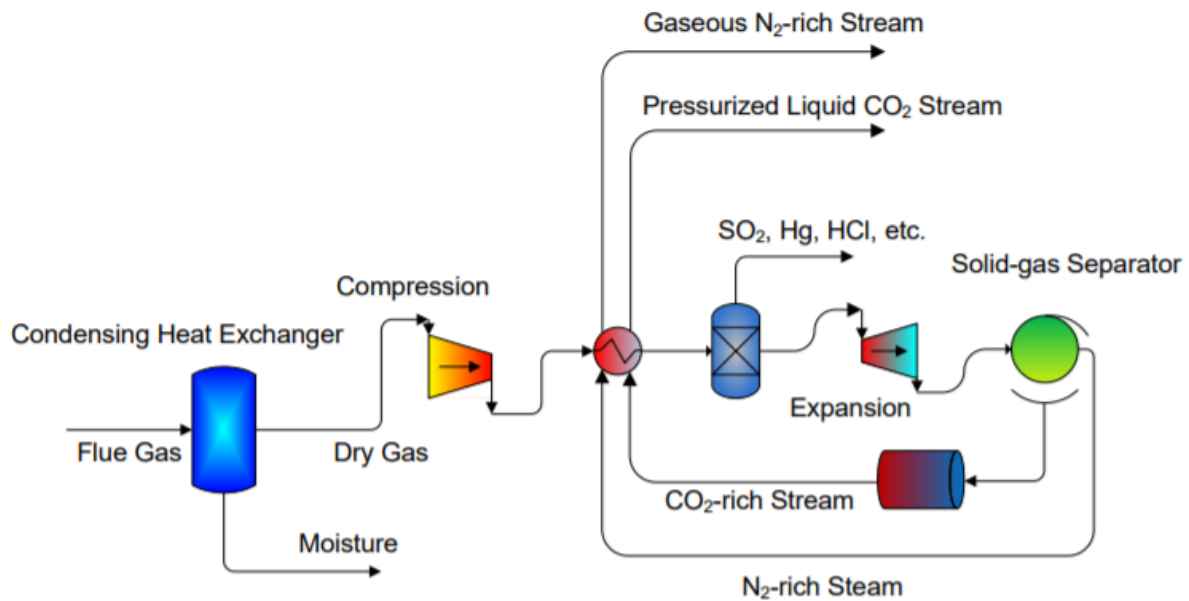 Gaseous N₂-rich Stream
Pressurized Liquid CO₂ Stream
SO₂, Hg, HCl, etc.
Solid-gas Separator
Compression
Condensing Heat Exchanger
Expansion
Flue Gas
Dry Gas
CO₂-rich Stream
Moisture
N₂-rich Steam